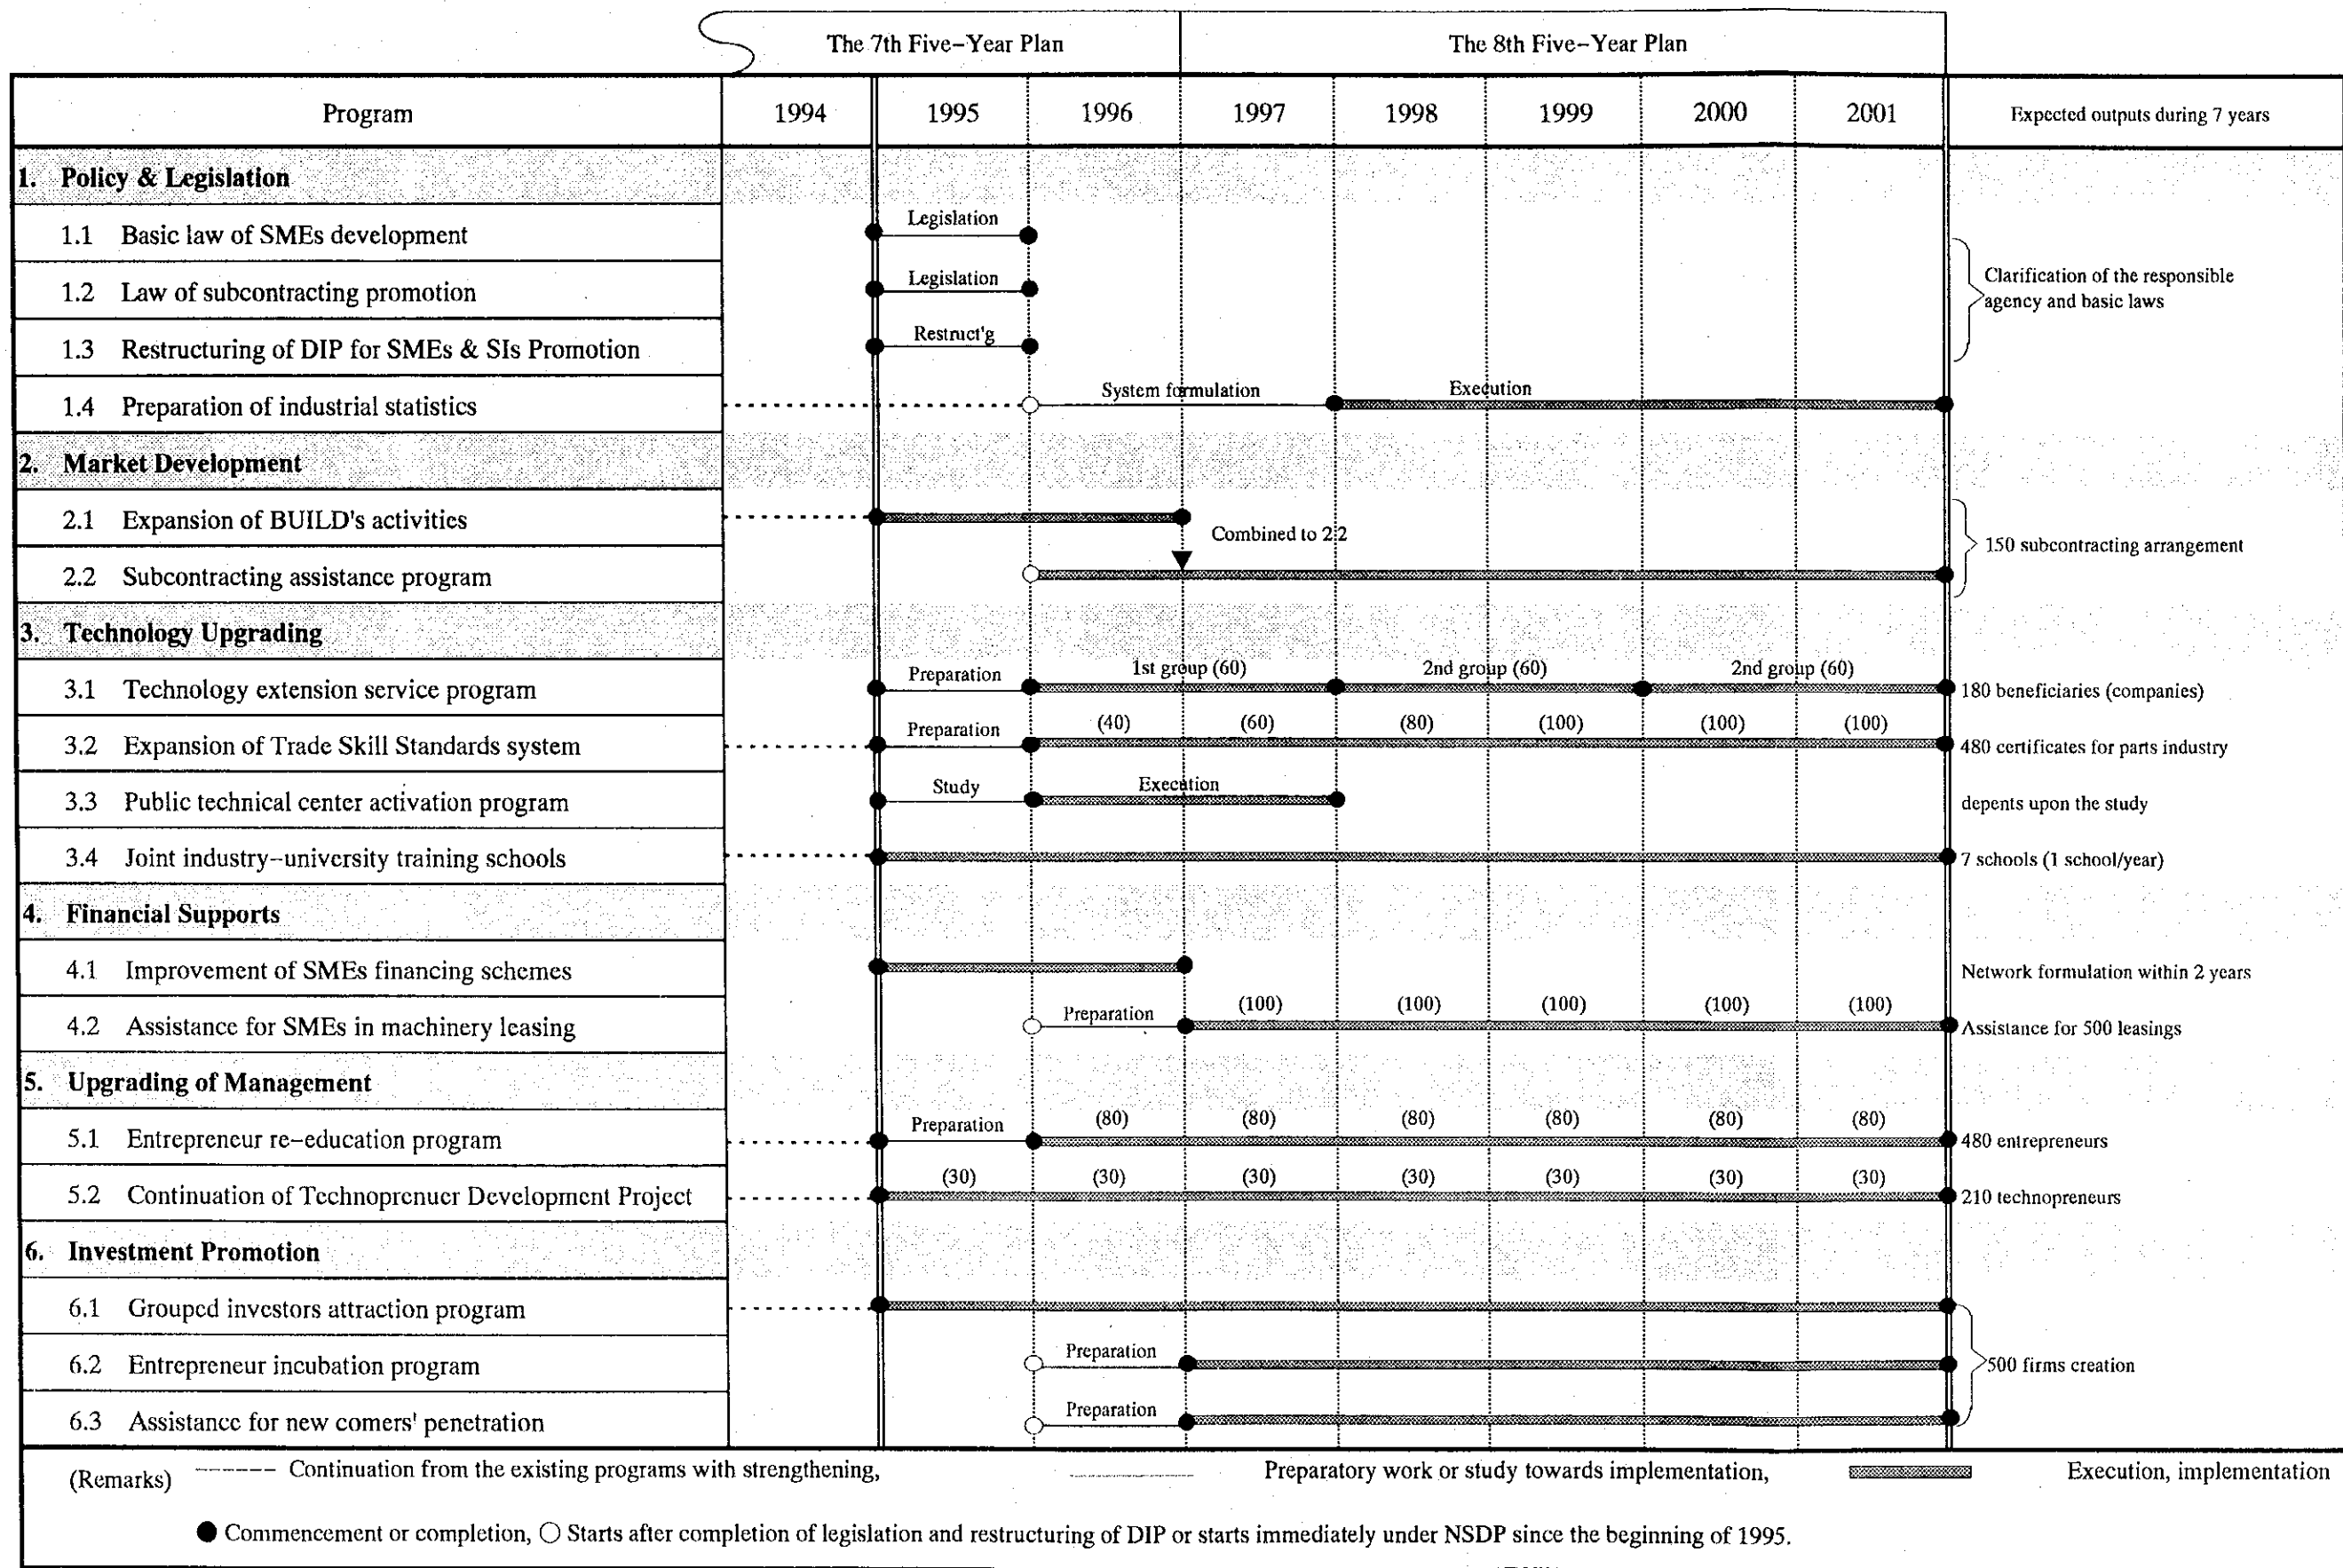 The 7th Five-Year Plan The 8th Five-Year Plan
Program 1994 1995 1996 1997 1998 1999 2000 2001 Expected outputs during 7 years
1. Policy & Legislation
1.1 Basic law of SMEs development Legislation
1.2 Law of subcontracting promotion Legislation
Clarification of the responsible
agency and basic laws
1.3 Restructuring of DIP for SMEs & SIs Promotion Restruct'g
1.4 Preparation of industrial statistics System formulation Execution
2. Market Development
2.1 Expansion of BUILD's activities
Combined to 2.2
150 subcontracting arrangement
2.2 Subcontracting assistance program
3. Technology Upgrading
3.1 Technology extension service program Preparation 1st group (60) 2nd group (60) 2nd group (60) 180 beneficiaries (companies)
3.2 Expansion of Trade Skill Standards system Preparation (40) (60) (80) (100) (100) (100) 480 certificates for parts industry
3.3 Public technical center activation program Study Execution depents upon the study
3.4 Joint industry-university training schools 7 schools (1 school/year)
4. Financial Supports
4.1 Improvement of SMEs financing schemes Network formulation within 2 years
4.2 Assistance for SMEs in machinery leasing Preparation (100) (100) (100) (100) (100) Assistance for 500 leasings
5. Upgrading of Management
5.1 Entrepreneur re-education program Preparation (80) (80) (80) (80) (80) (80) 480 entrepreneurs
5.2 Continuation of Technoprenuer Development Project (30) (30) (30) (30) (30) (30) (30) 210 technopreneurs
6. Investment Promotion
6.1 Grouped investors attraction program
6.2 Entrepreneur incubation program Preparation 500 firms creation
6.3 Assistance for new comers' penetration Preparation
(Remarks) Continuation from the existing programs with strengthening, Preparatory work or study towards implementation, Execution, implementation
● Commencement or completion, ○ Starts after completion of legislation and restructuring of DIP or starts immediately under NSDP since the beginning of 1995.